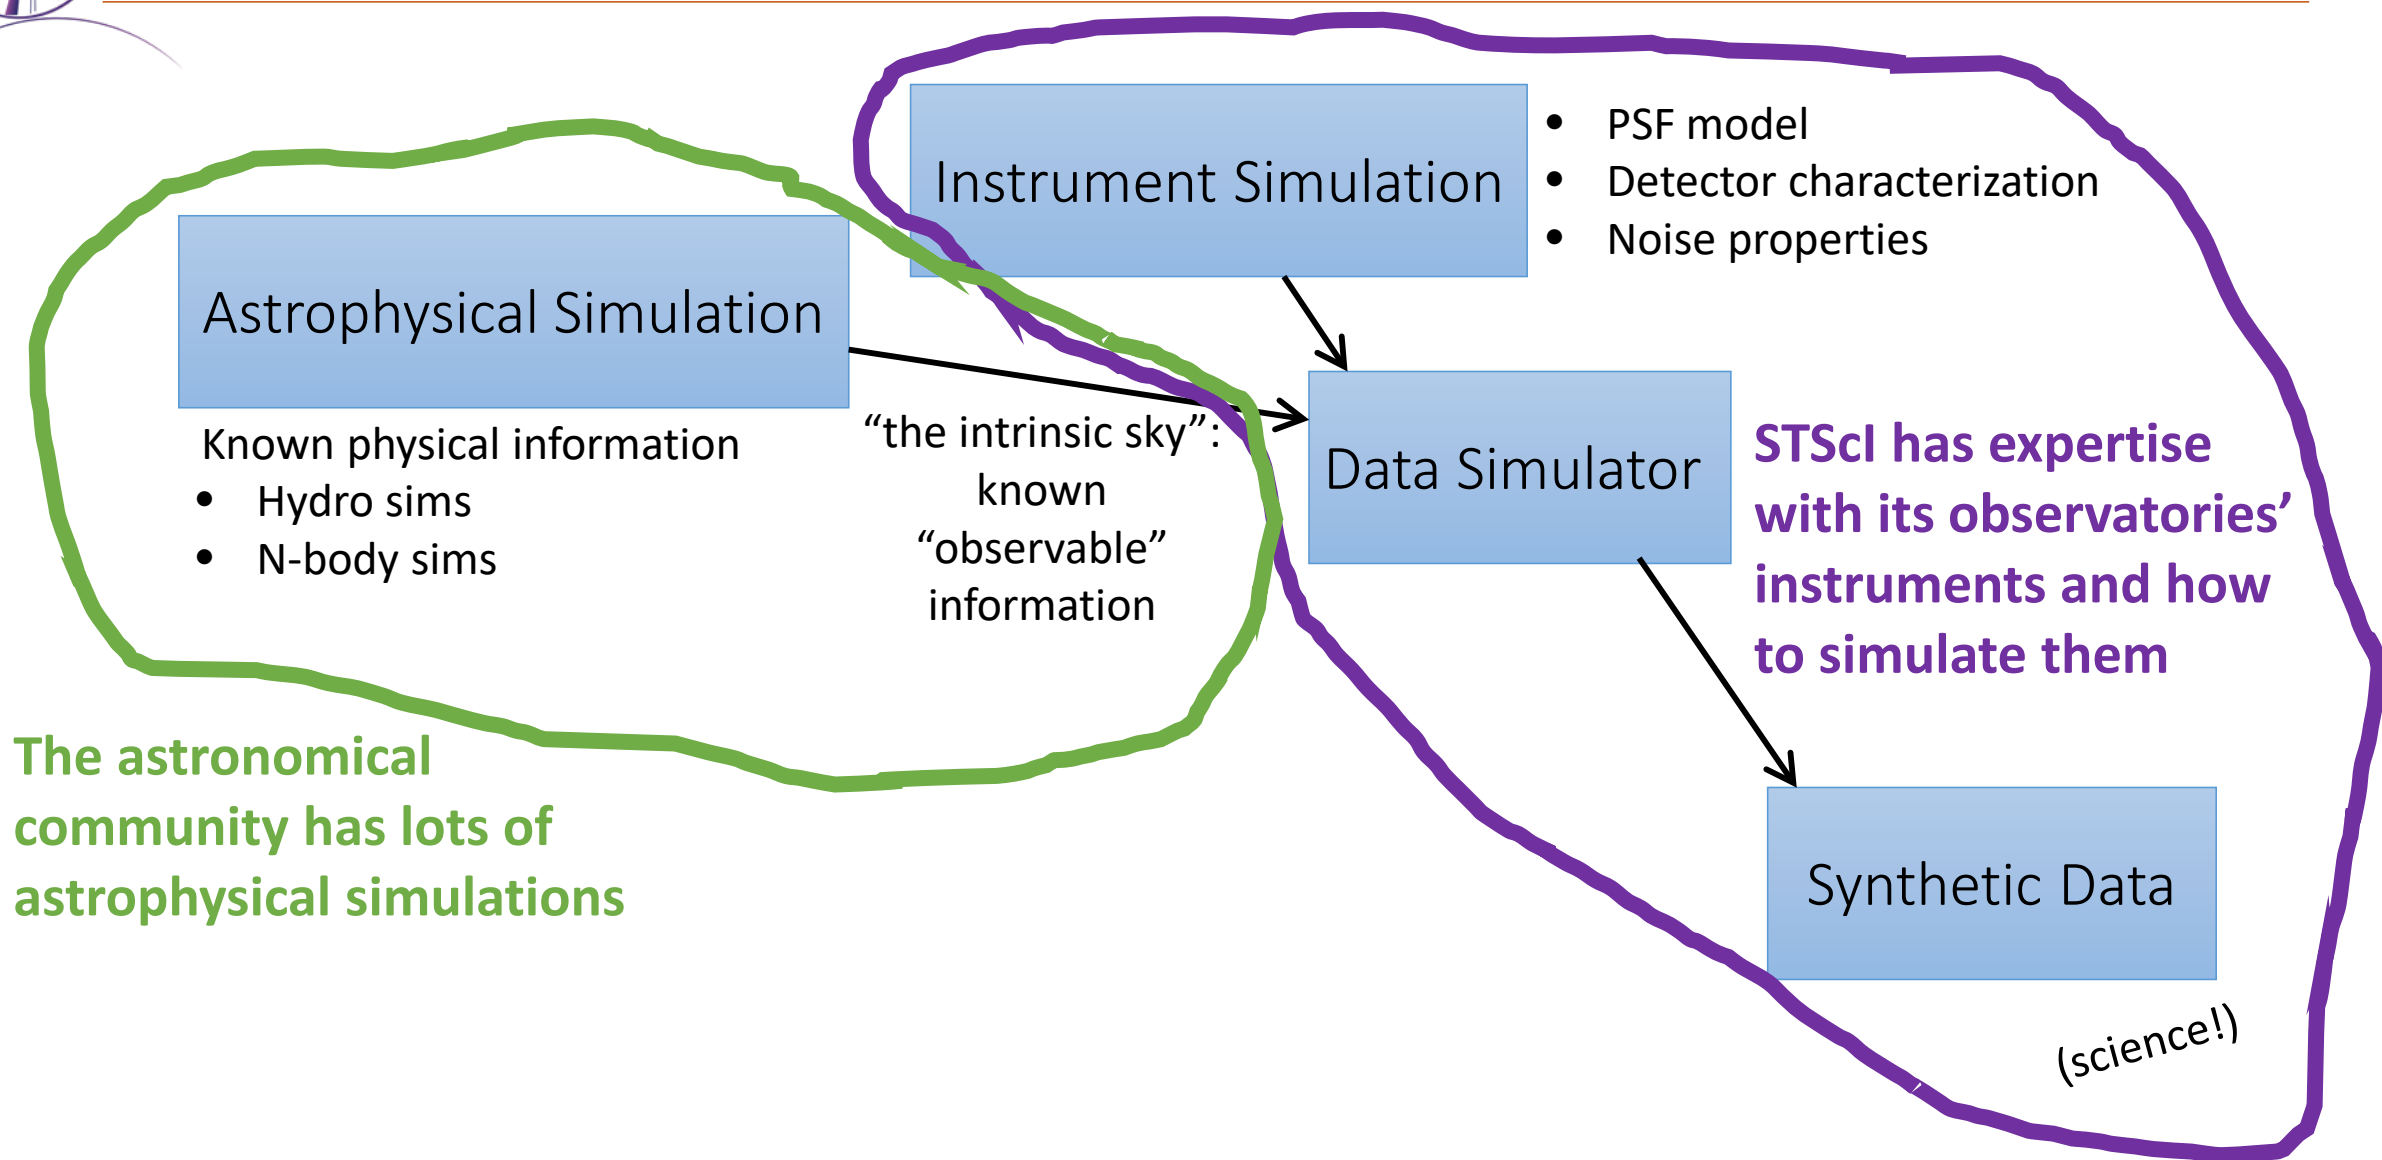 Instrument Simulation
• PSF model
• Detector characterization
• Noise properties
Astrophysical Simulation
Known physical information
• Hydro sims
• N-body sims
“the intrinsic sky”:
known
“observable”
information
Data Simulator
STScI has expertise
with its observatories’
instruments and how
to simulate them
The astronomical
community has lots of
astrophysical simulations
Synthetic Data
(science!)